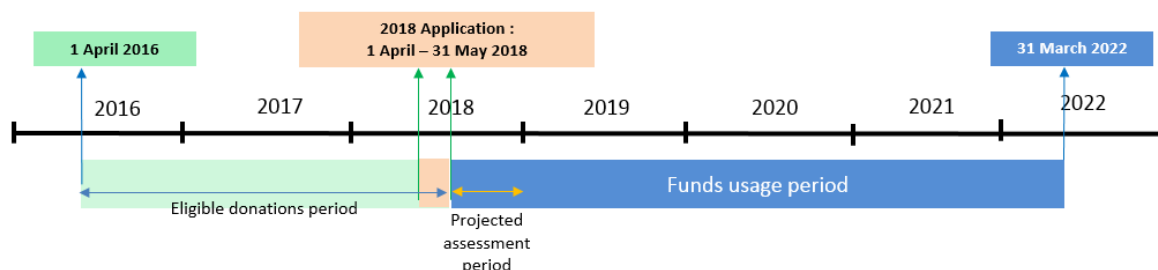 2018 Application :
1 April – 31 May 2018
1 April 2016
31 March 2022
2016
2017
2018
2019
2020
2021
2022
Funds usage period
Eligible donations period
Projected
assessment
period